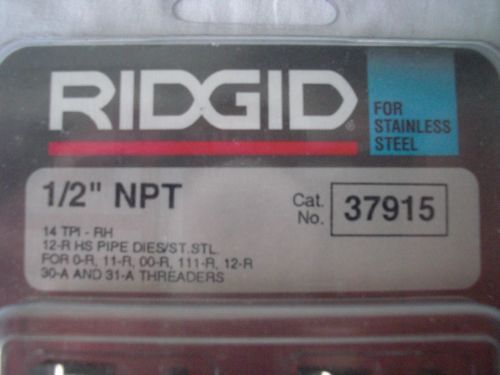 RIDGID®
FOR
STAINLESS
STEEL
1/2" NPT
Cat.
No.
37915
14 TPI - RH
12-R HS PIPE DIES/ST.STL.
FOR 0-R, 11-R, 00-R, 111-R, 12-R
30-A AND 31-A THREADERS